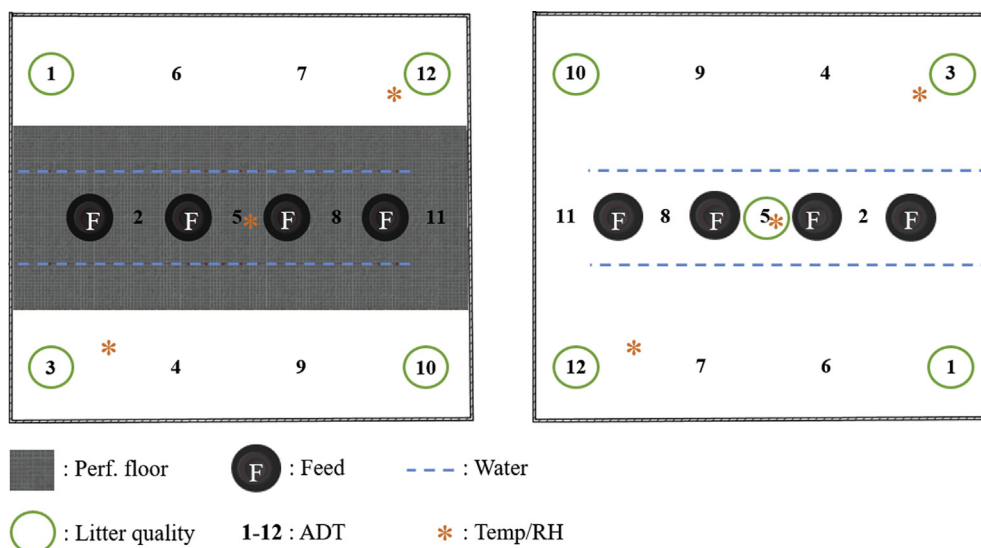 1 6 7 * 12
F 2 F 5 * F 8 F 11
* 3 4 9 10
10 9 4 * 3
11 F 8 F 5 * F 2 F
* 12 7 6 1
: Perf. floor F : Feed : Water
: Litter quality 1-12 : ADT * : Temp/RH